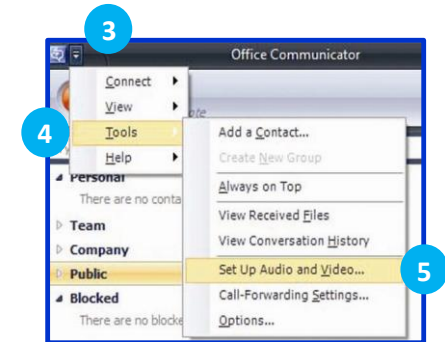 3
Office Communicator
Connect
View
4
Tools
Help
Add a Contact...
Create New Group
Always on Top
View Received Files
View Conversation History
Set Up Audio and Video...
5
Call-Forwarding Settings...
Options...
Personal
There are no conta
Team
Company
Public
Blocked
There are no blocke